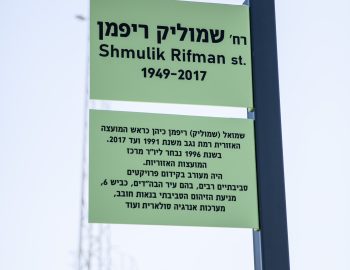 רח' שמוליק ריפמן
Shmulik Rifman st.
1949-2017
שמואל (שמוליק) ריפמן כיהן כראש המועצה
האזורית רמת נגב משנת 1991 ועד 2017.
בשנת 1996 נבחר ליו"ר מרכז
המועצות האזוריות.
היה מעורב בקידום פרויקטים
סביבתיים רבים, בהם עיר הבה"דים, כביש 6,
מניעת הזיהום הסביבתי בנאות חובב,
מערכות אנרגיה סולארית ועוד